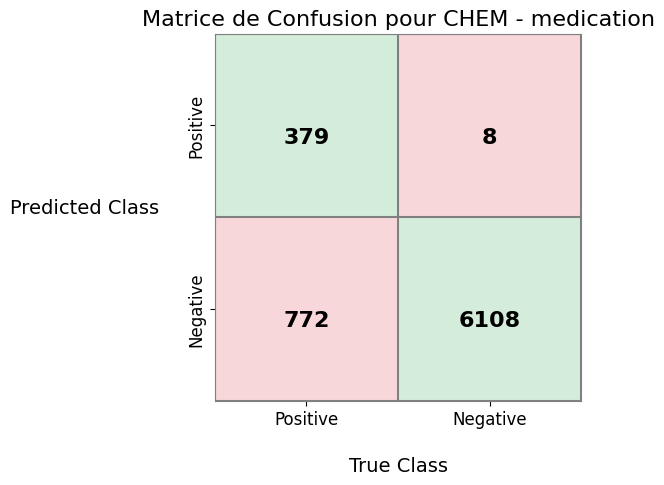 Matrice de Confusion pour CHEM - medication
Positive
379
8
Predicted Class
Negative
772
6108
Positive
Negative
True Class